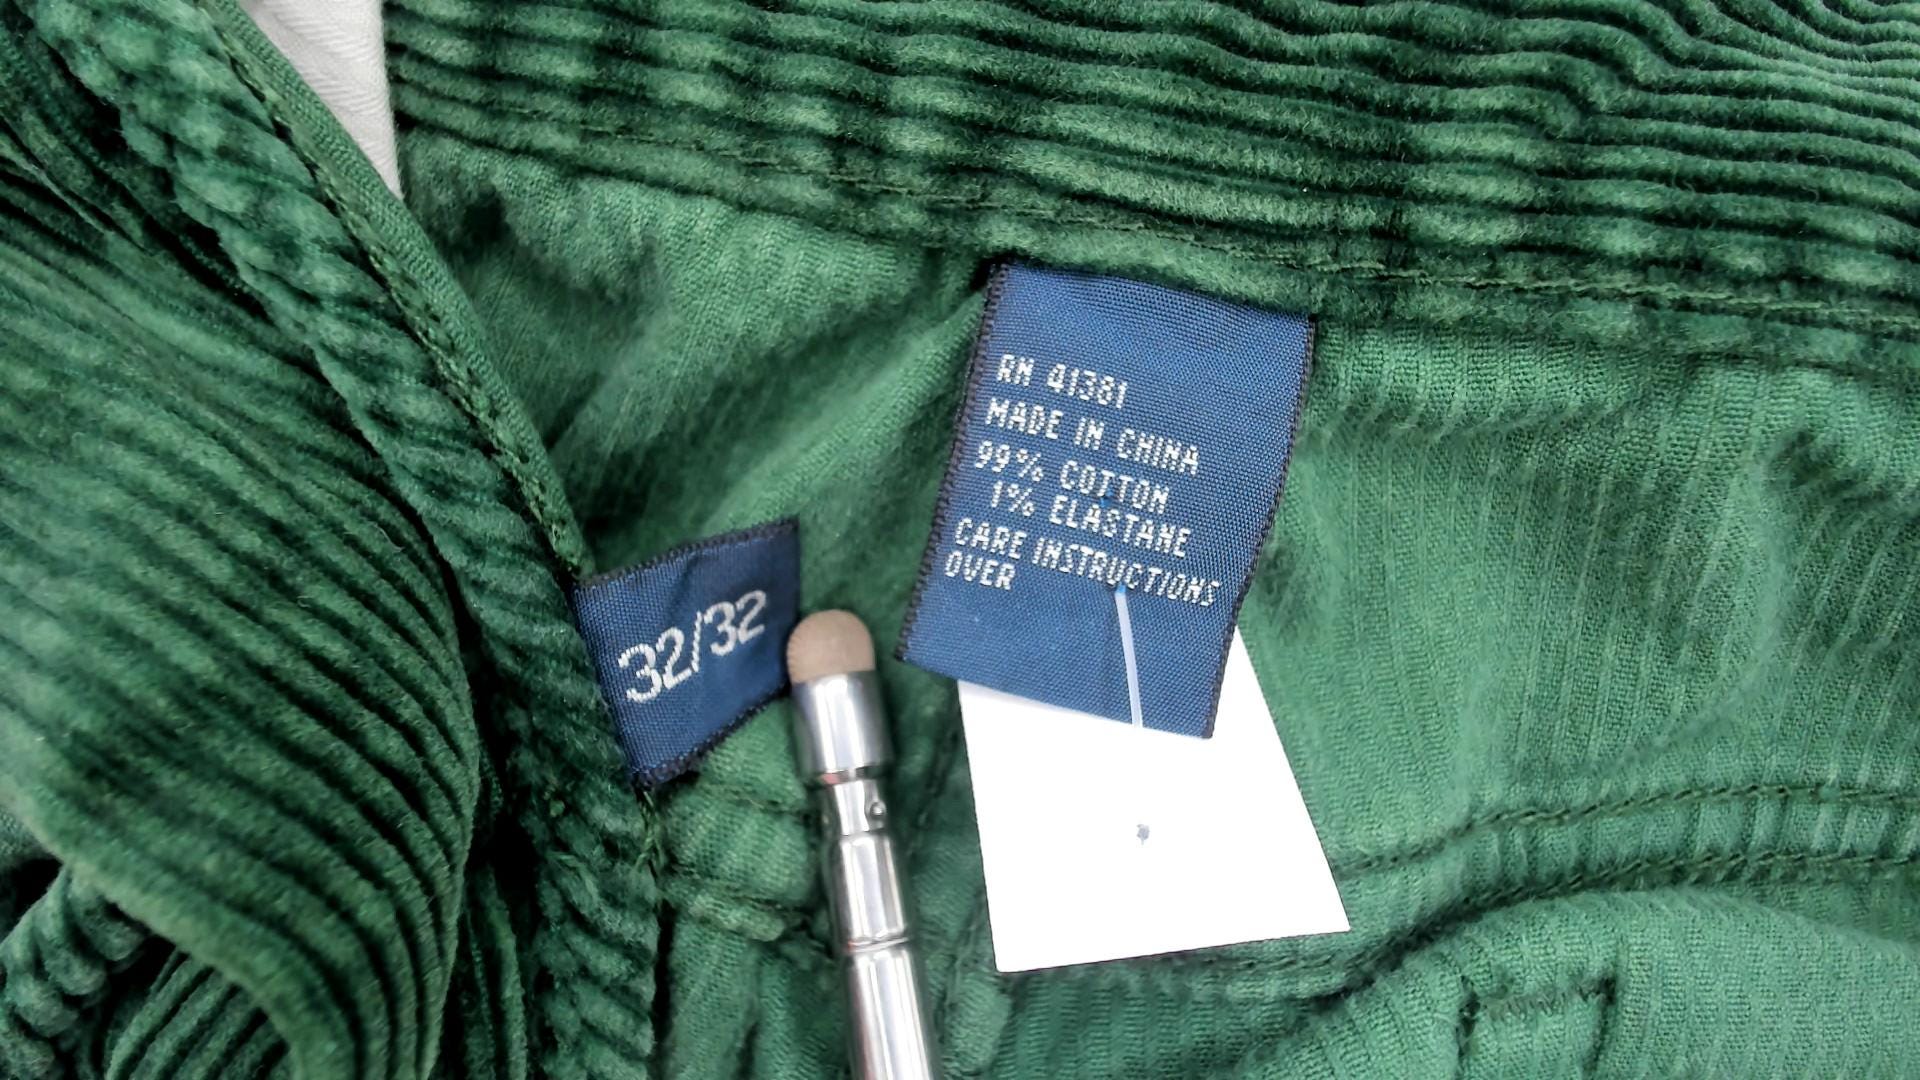 32/32
RN 41381
MADE IN CHINA
99% COTTON
1% ELASTANE
CARE INSTRUCTIONS
OVER